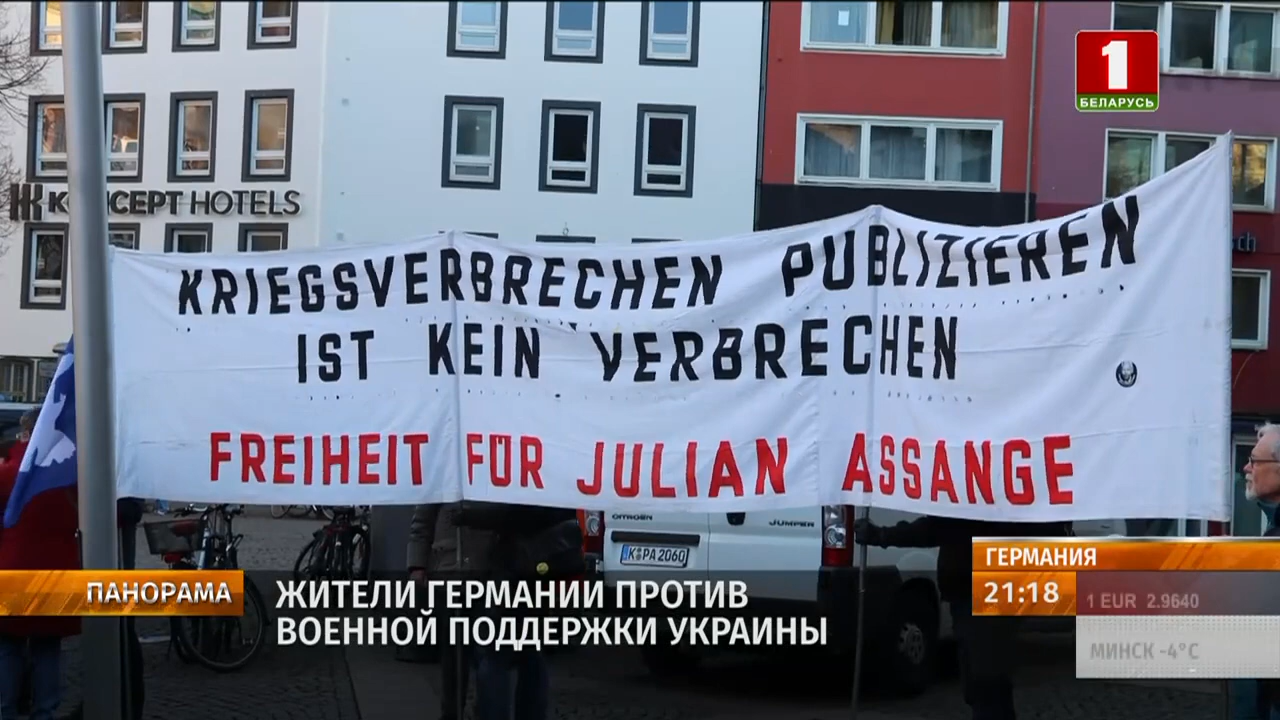 1
БЕЛАРУСЬ
KONCEPT HOTELS
KRIEGSVERBRECHEN PUBLIZIEREN
IST KEIN VERBRECHEN
FREIHEIT FÜR JULIAN ASSANGE
CITROËN
JUMPER
K PA 2060
ГЕРМАНИЯ
21:18
1 EUR 2.9640
МИНСК -4°C
ПАНОРАМА
ЖИТЕЛИ ГЕРМАНИИ ПРОТИВ
ВОЕННОЙ ПОДДЕРЖКИ УКРАИНЫ